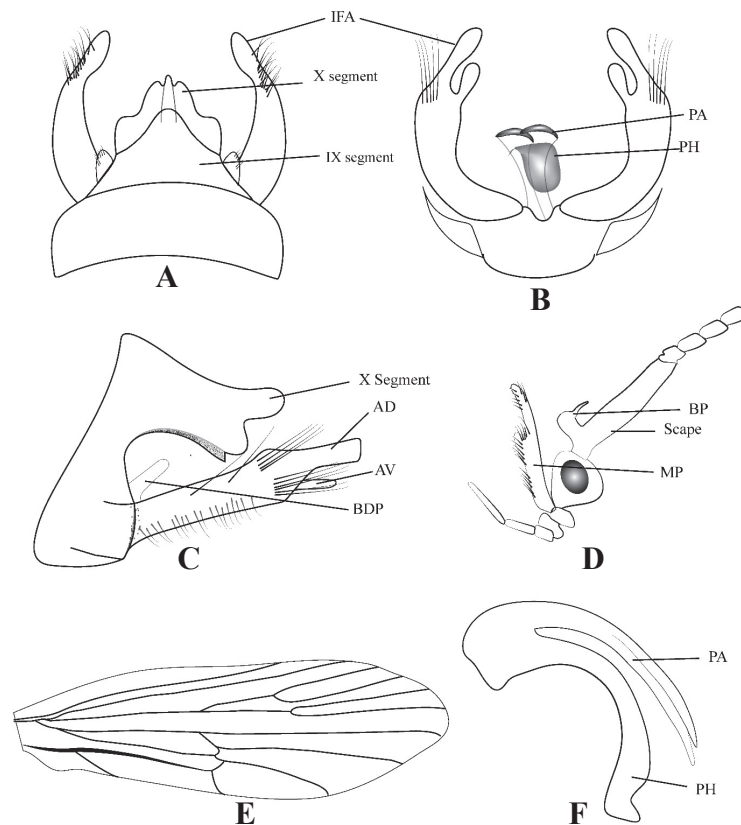 IFA
X segment
IX segment
A
PA
PH
B
X Segment
AD
AV
BDP
C
BP
Scape
MP
D
E
PA
PH
F